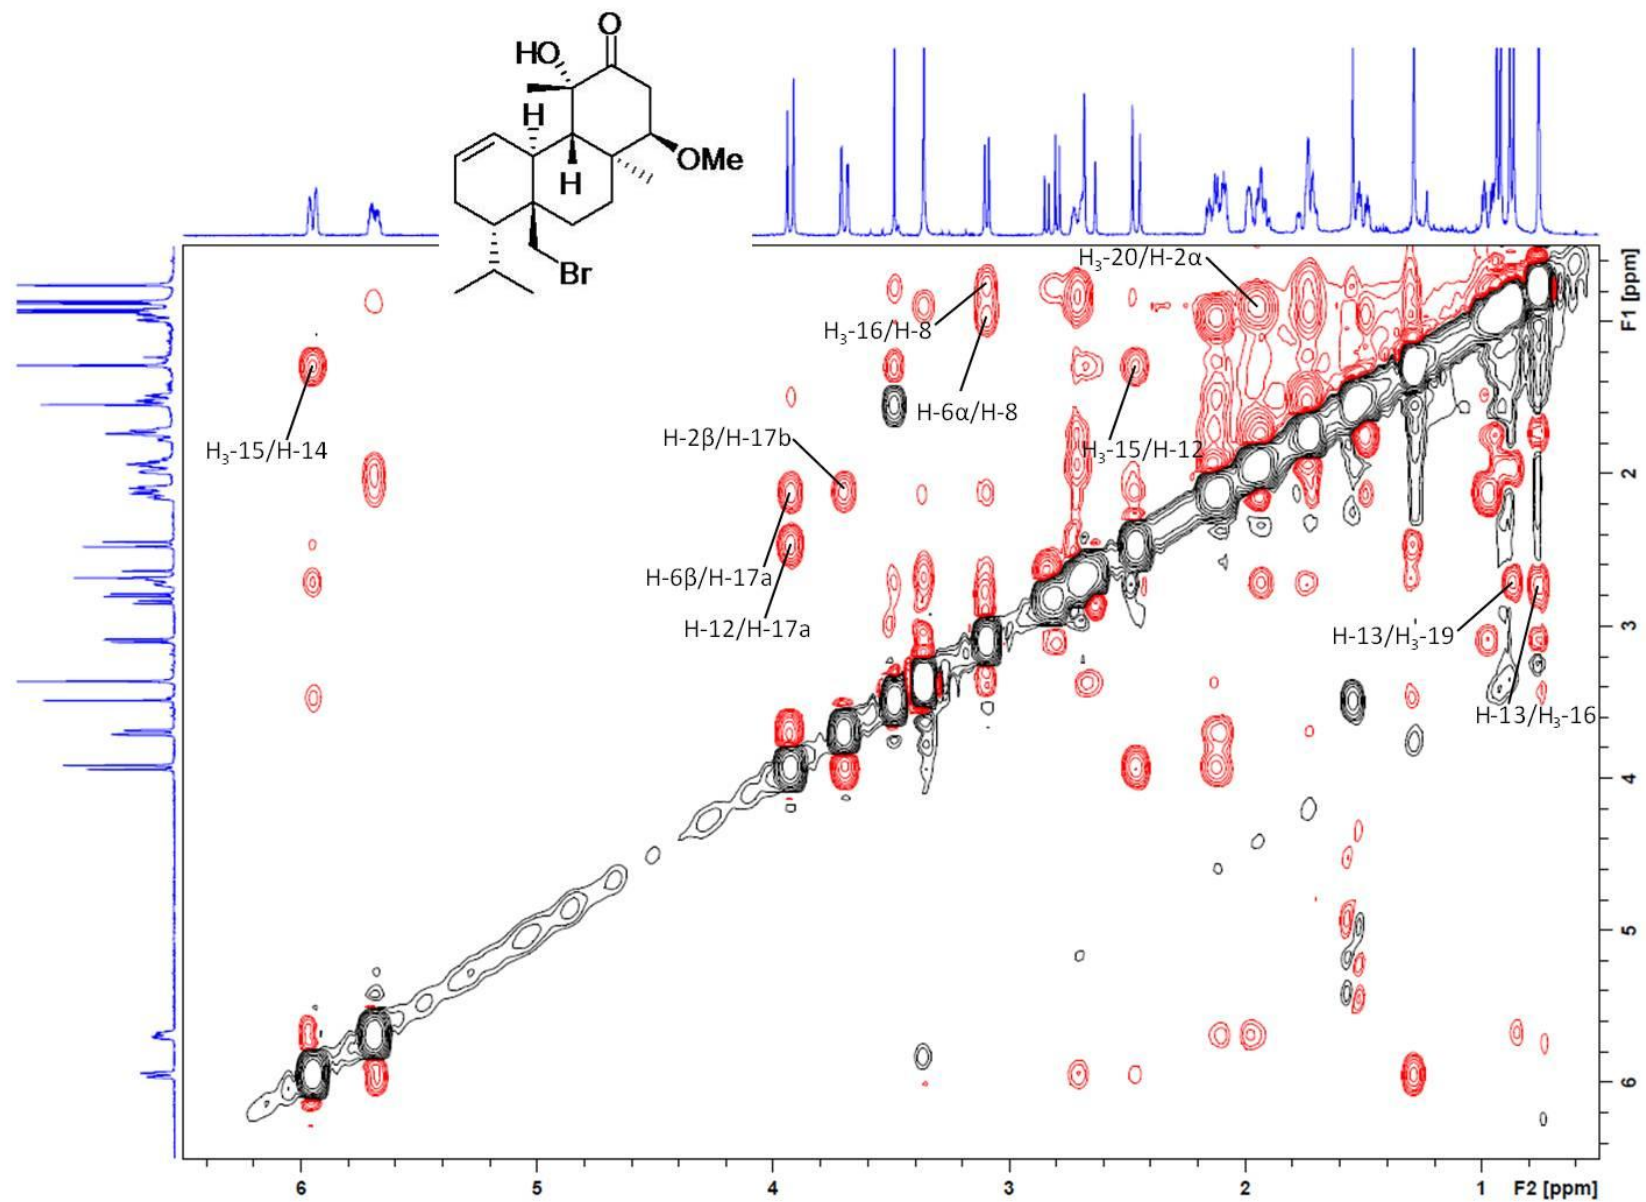 O
HO
H
OMe
H
Br
H₃-20/H-2α
H₃-16/H-8
H-6α/H-8
H₃-15/H-14
H-2β/H-17b
H₃-15/H-12
H-6β/H-17a
H-12/H-17a
H-13/H₃-19
H-13/H₃-16
F1 [ppm]
1
2
3
4
5
6
6 5 4 3 2 1 F2 [ppm]